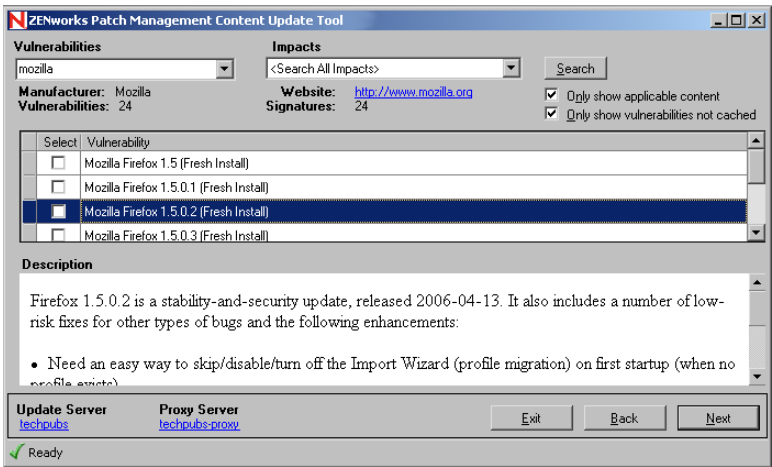 ZENworks Patch Management Content Update Tool
Vulnerabilities
Impacts
mozilla
<Search All Impacts>
Search
Manufacturer: Mozilla
Website: http://www.mozilla.org
Only show applicable content
Vulnerabilities: 24
Signatures: 24
Only show vulnerabilities not cached
Select Vulnerability
Mozilla Firefox 1.5 (Fresh Install)
Mozilla Firefox 1.5.0.1 (Fresh Install)
Mozilla Firefox 1.5.0.2 (Fresh Install)
Mozilla Firefox 1.5.0.3 (Fresh Install)
Description
Firefox 1.5.0.2 is a stability-and-security update, released 2006-04-13. It also includes a number of low-
risk fixes for other types of bugs and the following enhancements:
• Need an easy way to skip/disable/turn off the Import Wizard (profile migration) on first startup (when no
profile exists)
Update Server
Proxy Server
techpubs
techpubs-proxy
Exit
Back
Next
Ready